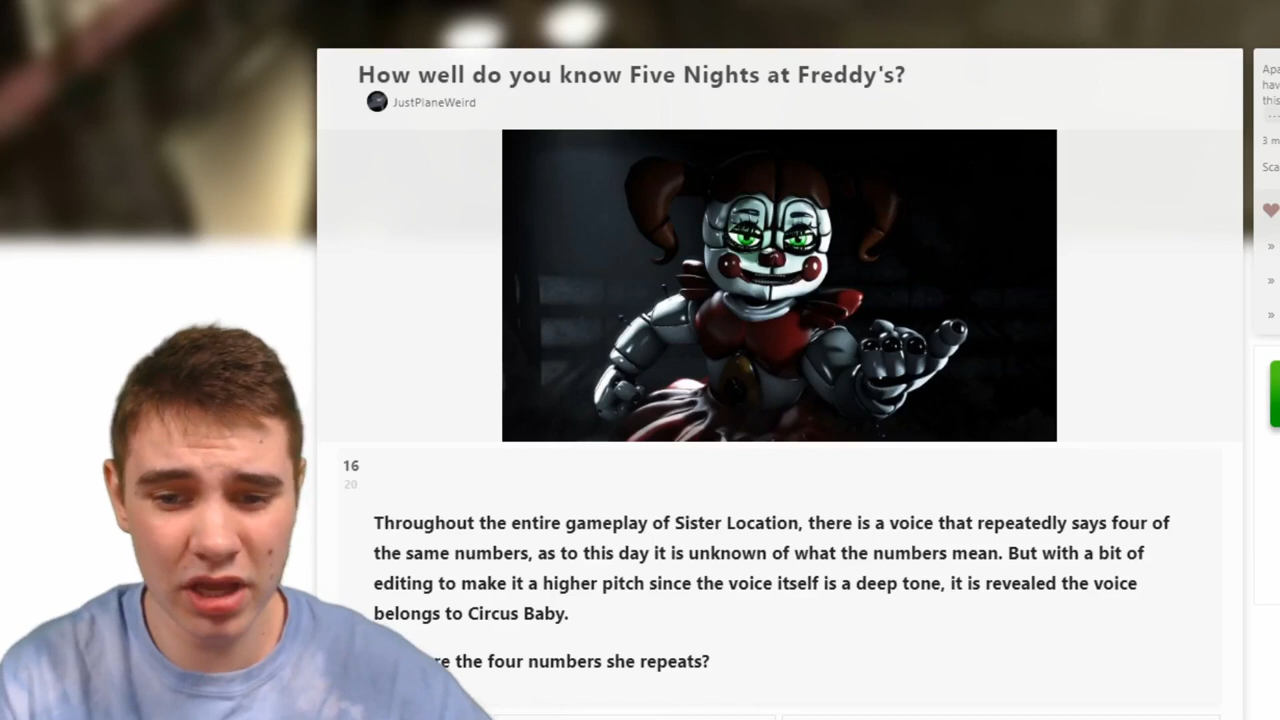 How well do you know Five Nights at Freddy's?
JustPlaneWeird
16
20
Throughout the entire gameplay of Sister Location, there is a voice that repeatedly says four of
the same numbers, as to this day it is unknown of what the numbers mean. But with a bit of
editing to make it a higher pitch since the voice itself is a deep tone, it is revealed the voice
belongs to Circus Baby.
the four numbers she repeats?